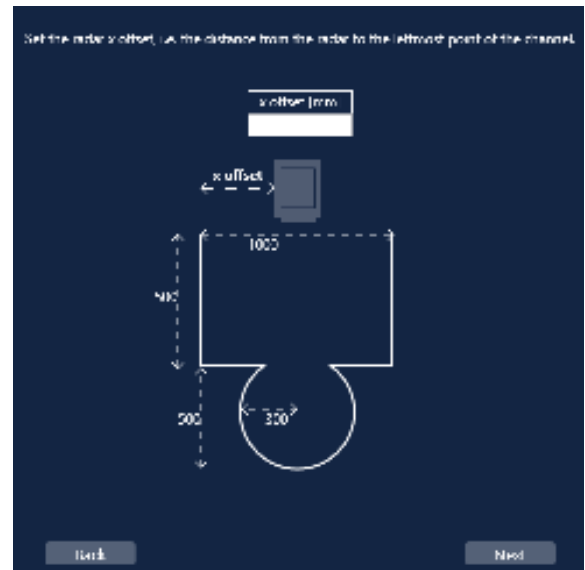 Set the radar x offset, i.e. the distance from the radar to the leftmost point of the channel.
x offset [mm
x offset
1000
500
500
300
Back
Next